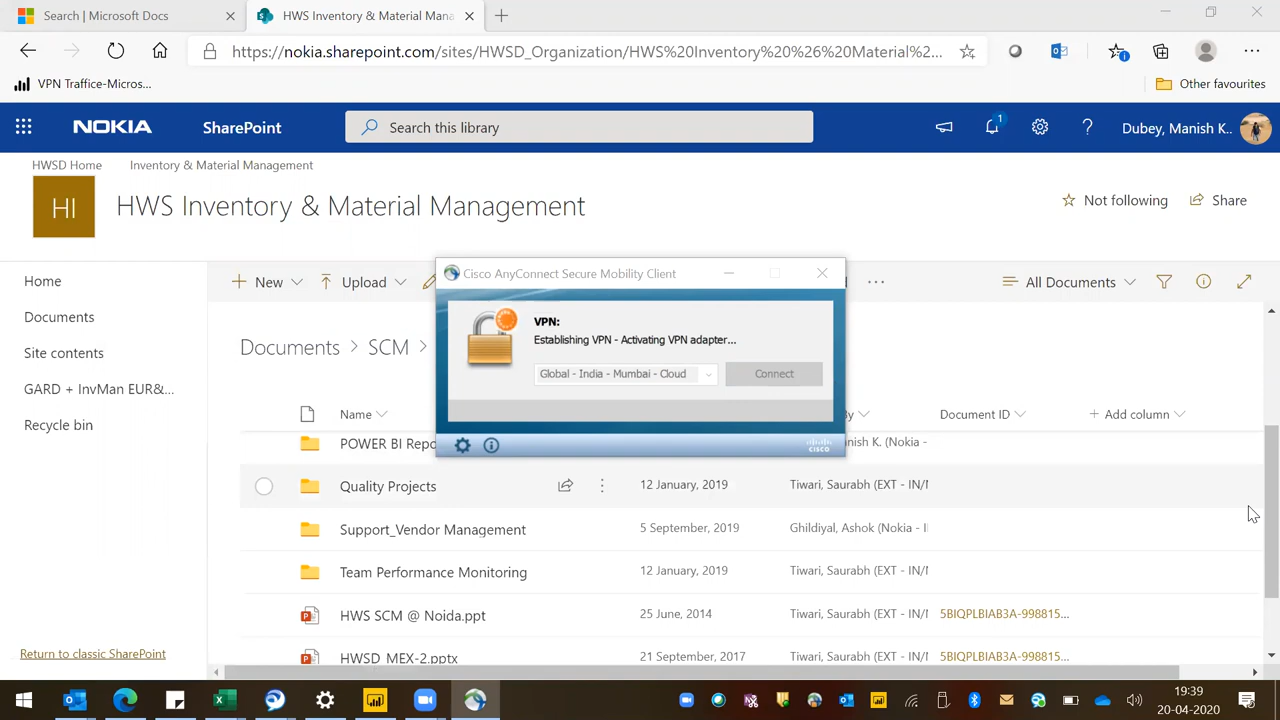 Search | Microsoft Docs
HWS Inventory & Material Mana
https://nokia.sharepoint.com/sites/HWSD_Organization/HWS%20Inventory%20%26%20Material%2...
VPN Traffice-Micros...
Other favourites
NOKIA
SharePoint
Search this library
1
Dubey, Manish K..
HWSD Home
Inventory & Material Management
HI
HWS Inventory & Material Management
Not following
Share
Home
Documents
Site contents
GARD + InvMan EUR&...
Recycle bin
Return to classic SharePoint
New
Upload
All Documents
Documents > SCM >
Cisco AnyConnect Secure Mobility Client
VPN:
Establishing VPN - Activating VPN adapter...
Global - India - Mumbai - Cloud
Connect
CISCO
Name
By
Document ID
Add column
POWER BI Repo
nish K. (Nokia -
Quality Projects
12 January, 2019
Tiwari, Saurabh (EXT - IN/N
Support_Vendor Management
5 September, 2019
Ghildiyal, Ashok (Nokia - I
Team Performance Monitoring
12 January, 2019
Tiwari, Saurabh (EXT - IN/N
HWS SCM @ Noida.ppt
25 June, 2014
Tiwari, Saurabh (EXT - IN/N
5BIQPLBIAB3A-998815...
HWSD_MEX-2.pptx
21 September, 2017
Tiwari, Saurabh (EXT - IN/N
5BIQPLBIAB3A-998815...
19:39
20-04-2020